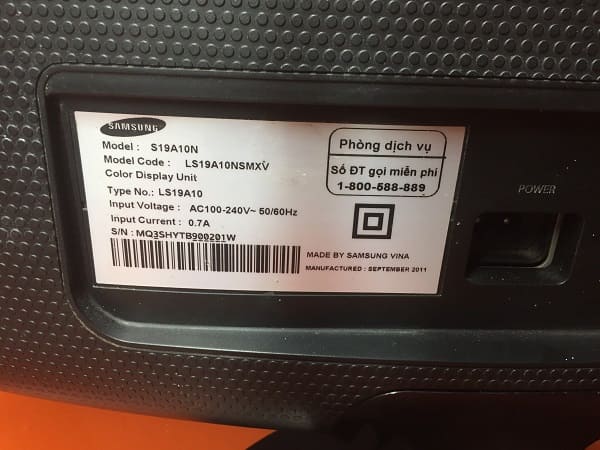 SAMSUNG
Model : S19A10N
Model Code : LS19A10NSMXV
Color Display Unit
Type No.: LS19A10
Input Voltage : AC100-240V~ 50/60Hz
Input Current : 0.7A
S/N : MQ3SHYTB900201W
Phòng dịch vụ
Số ĐT gọi miễn phí
1-800-588-889
MADE BY SAMSUNG VINA
MANUFACTURED : SEPTEMBER 2011
POWER